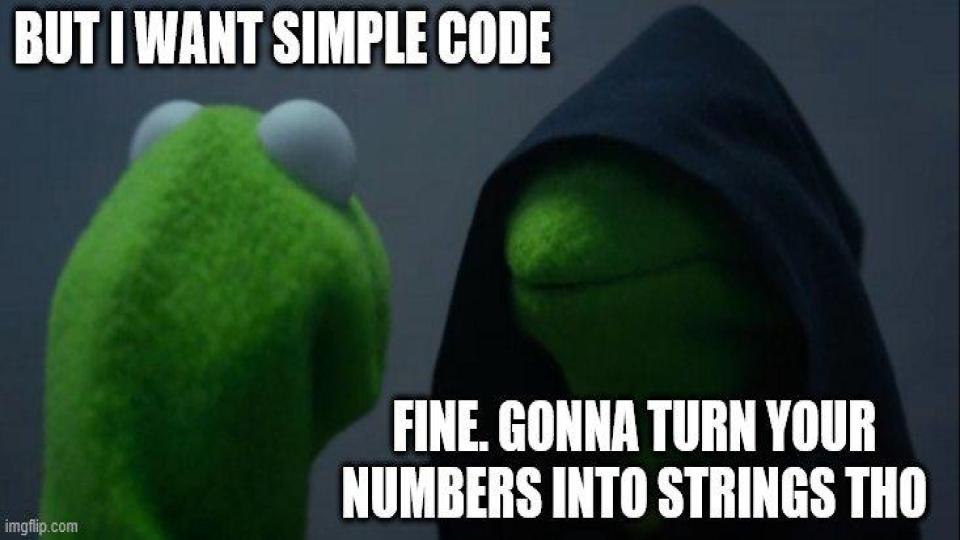 BUT I WANT SIMPLE CODE
FINE. GONNA TURN YOUR
NUMBERS INTO STRINGS THO
imgflip.com